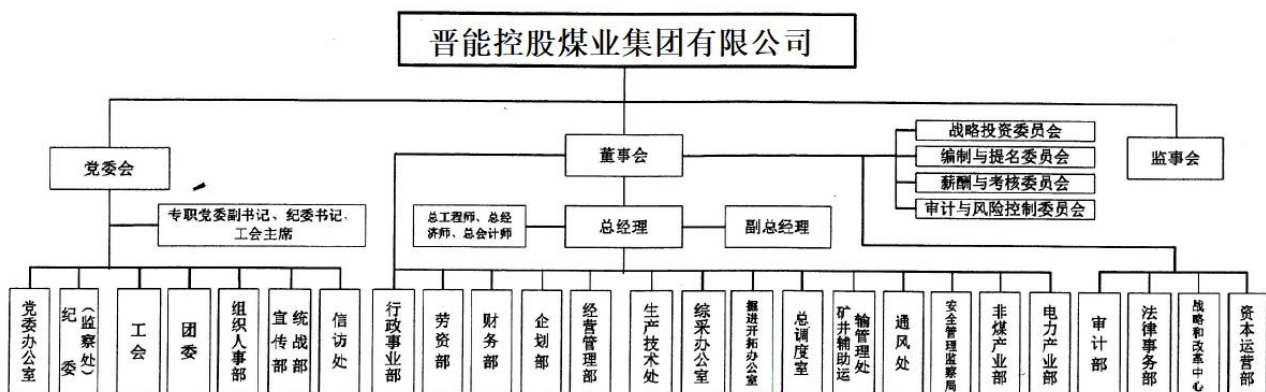 晋能控股煤业集团有限公司
党委会
董事会
战略投资委员会
编制与提名委员会
薪酬与考核委员会
审计与风险控制委员会
监事会
专职党委副书记、纪委书记、
工会主席
总工程师、总经
济师、总会计师
总经理
副总经理
党委办公室
纪委
（监察处）
工会
团委
组织人事部
宣传部
统战部
信访处
行政事业部
劳资部
财务部
企划部
经营管理部
生产技术处
综采办公室
掘进开拓办公室
总调度室
矿井辅助运
输管理处
通风处
安全管理监察局
非煤产业部
电力产业部
审计部
法律事务部
战略和改革中心
资本运营部